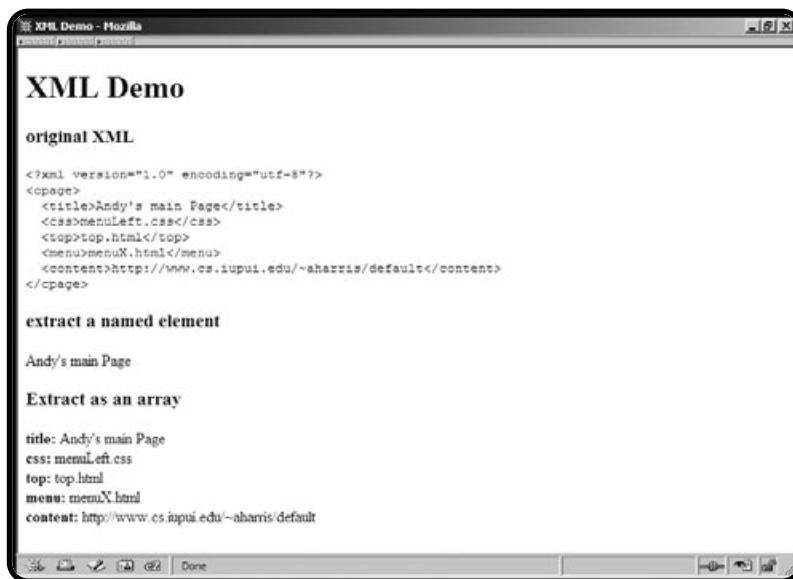 XML Demo - Mozilla
XML Demo
original XML
<?xml version="1.0" encoding="utf-8"?>
<cpage>
<title>Andy's main Page</title>
<css>menuLeft.css</css>
<top>top.html</top>
<menu>menuX.html</menu>
<content>http://www.cs.iupui.edu/~aharris/default</content>
</cpage>
extract a named element
Andy's main Page
Extract as an array
title: Andy's main Page
css: menuLeft.css
top: top.html
menu: menuX.html
content: http://www.cs.iupui.edu/~aharris/default
Done